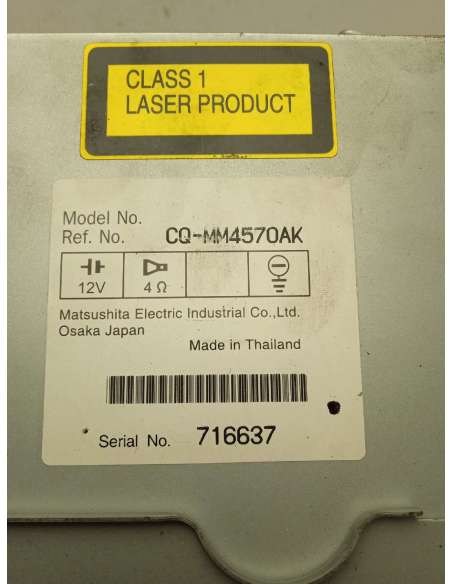 CLASS 1
LASER PRODUCT
Model No.
Ref. No. CQ-MM4570AK
12V 4 Ω
Matsushita Electric Industrial Co.,Ltd.
Osaka Japan
Made in Thailand
Serial No. 716637